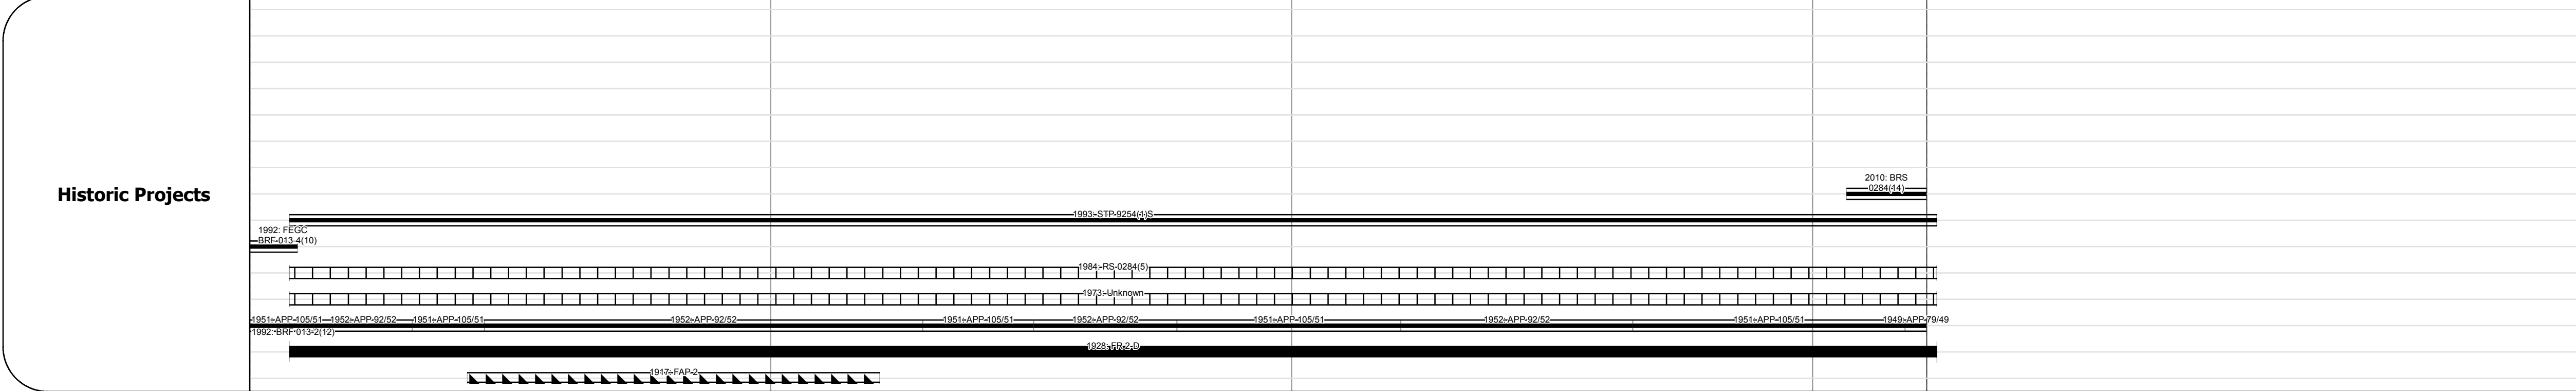 2010: BRS
0284(14)
Historic Projects
1993: STP-9254(1)S
1992: FEGC
BRF-013-4(10)
1984: RS-0284(5)
1973: Unknown
1951: APP-105/51 1952: APP-92/52 1951: APP-105/51 1952: APP-92/52 1951: APP-105/51 1952: APP-92/52 1951: APP-105/51 1952: APP-92/52 1951: APP-105/51 1949: APP-79/49
1992: BRF-013-2(12)
1928: FR-2-D
1917: FAP-2